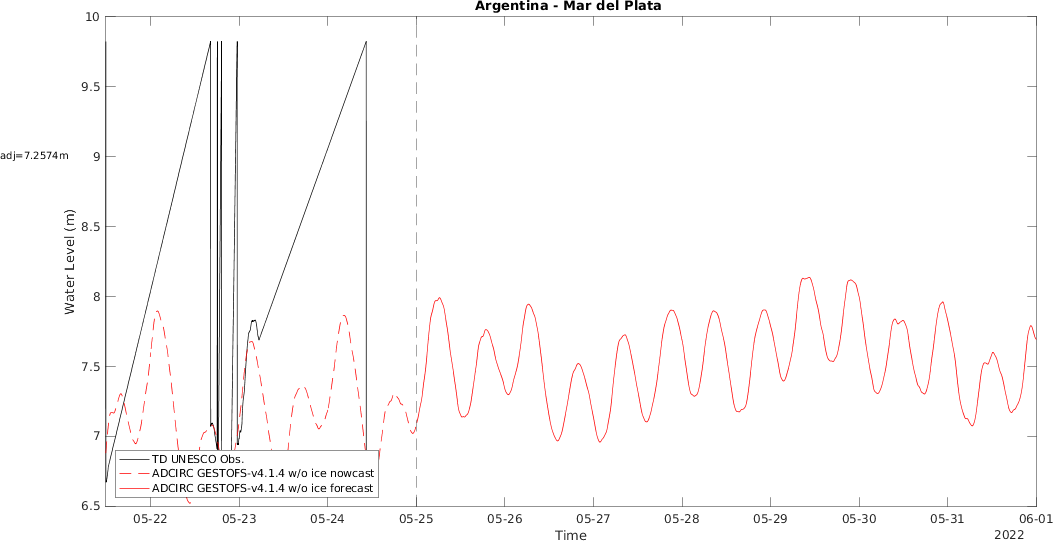 Argentina - Mar del Plata
10
9.5
9
8.5
8
7.5
7
6.5
adj=7.2574m
Water Level (m)
TD UNESCO Obs.
ADCIRC GESTOFS-v4.1.4 w/o ice nowcast
ADCIRC GESTOFS-v4.1.4 w/o ice forecast
05-22 05-23 05-24 05-25 05-26 05-27 05-28 05-29 05-30 05-31 06-01
Time
2022